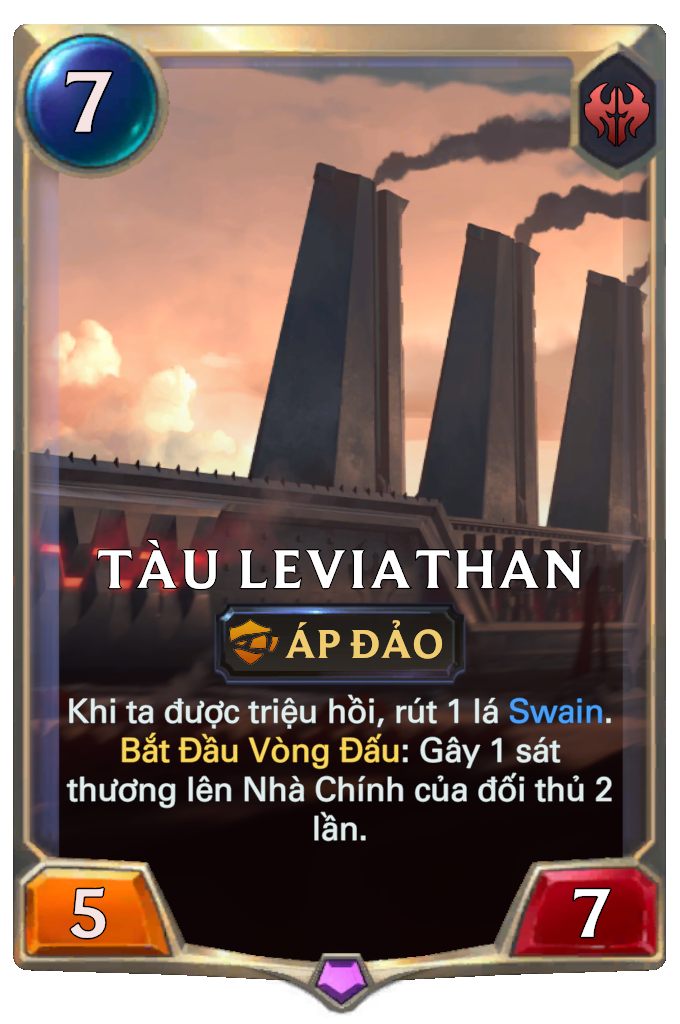 7
TÀU LEVIATHAN
ÁP ĐẢO
Khi ta được triệu hồi, rút 1 lá Swain.
Bắt Đầu Vòng Đấu: Gây 1 sát
thương lên Nhà Chính của đối thủ 2
lần.
5
7